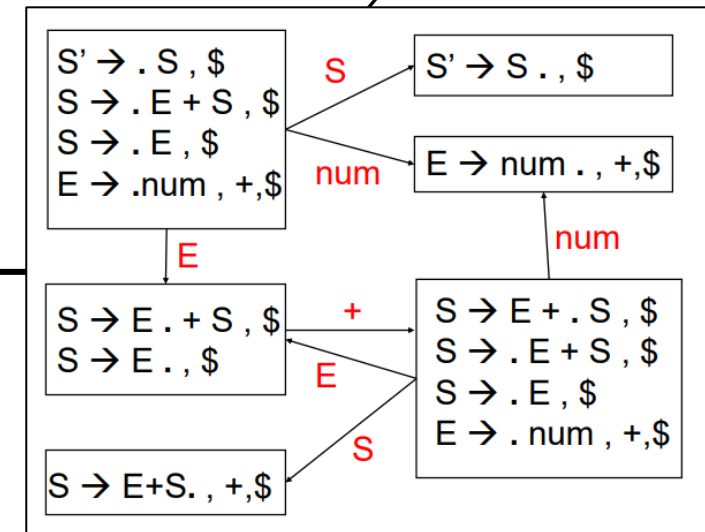 S’ → . S , $
S → . E + S , $
S → . E , $
E → .num , +,$
S
S’ → S . , $
num
E → num . , +,$
E
num
S → E . + S , $
S → E . , $
+
E
S → E + . S , $
S → . E + S , $
S → . E , $
E → . num , +,$
S
S → E+S. , +,$